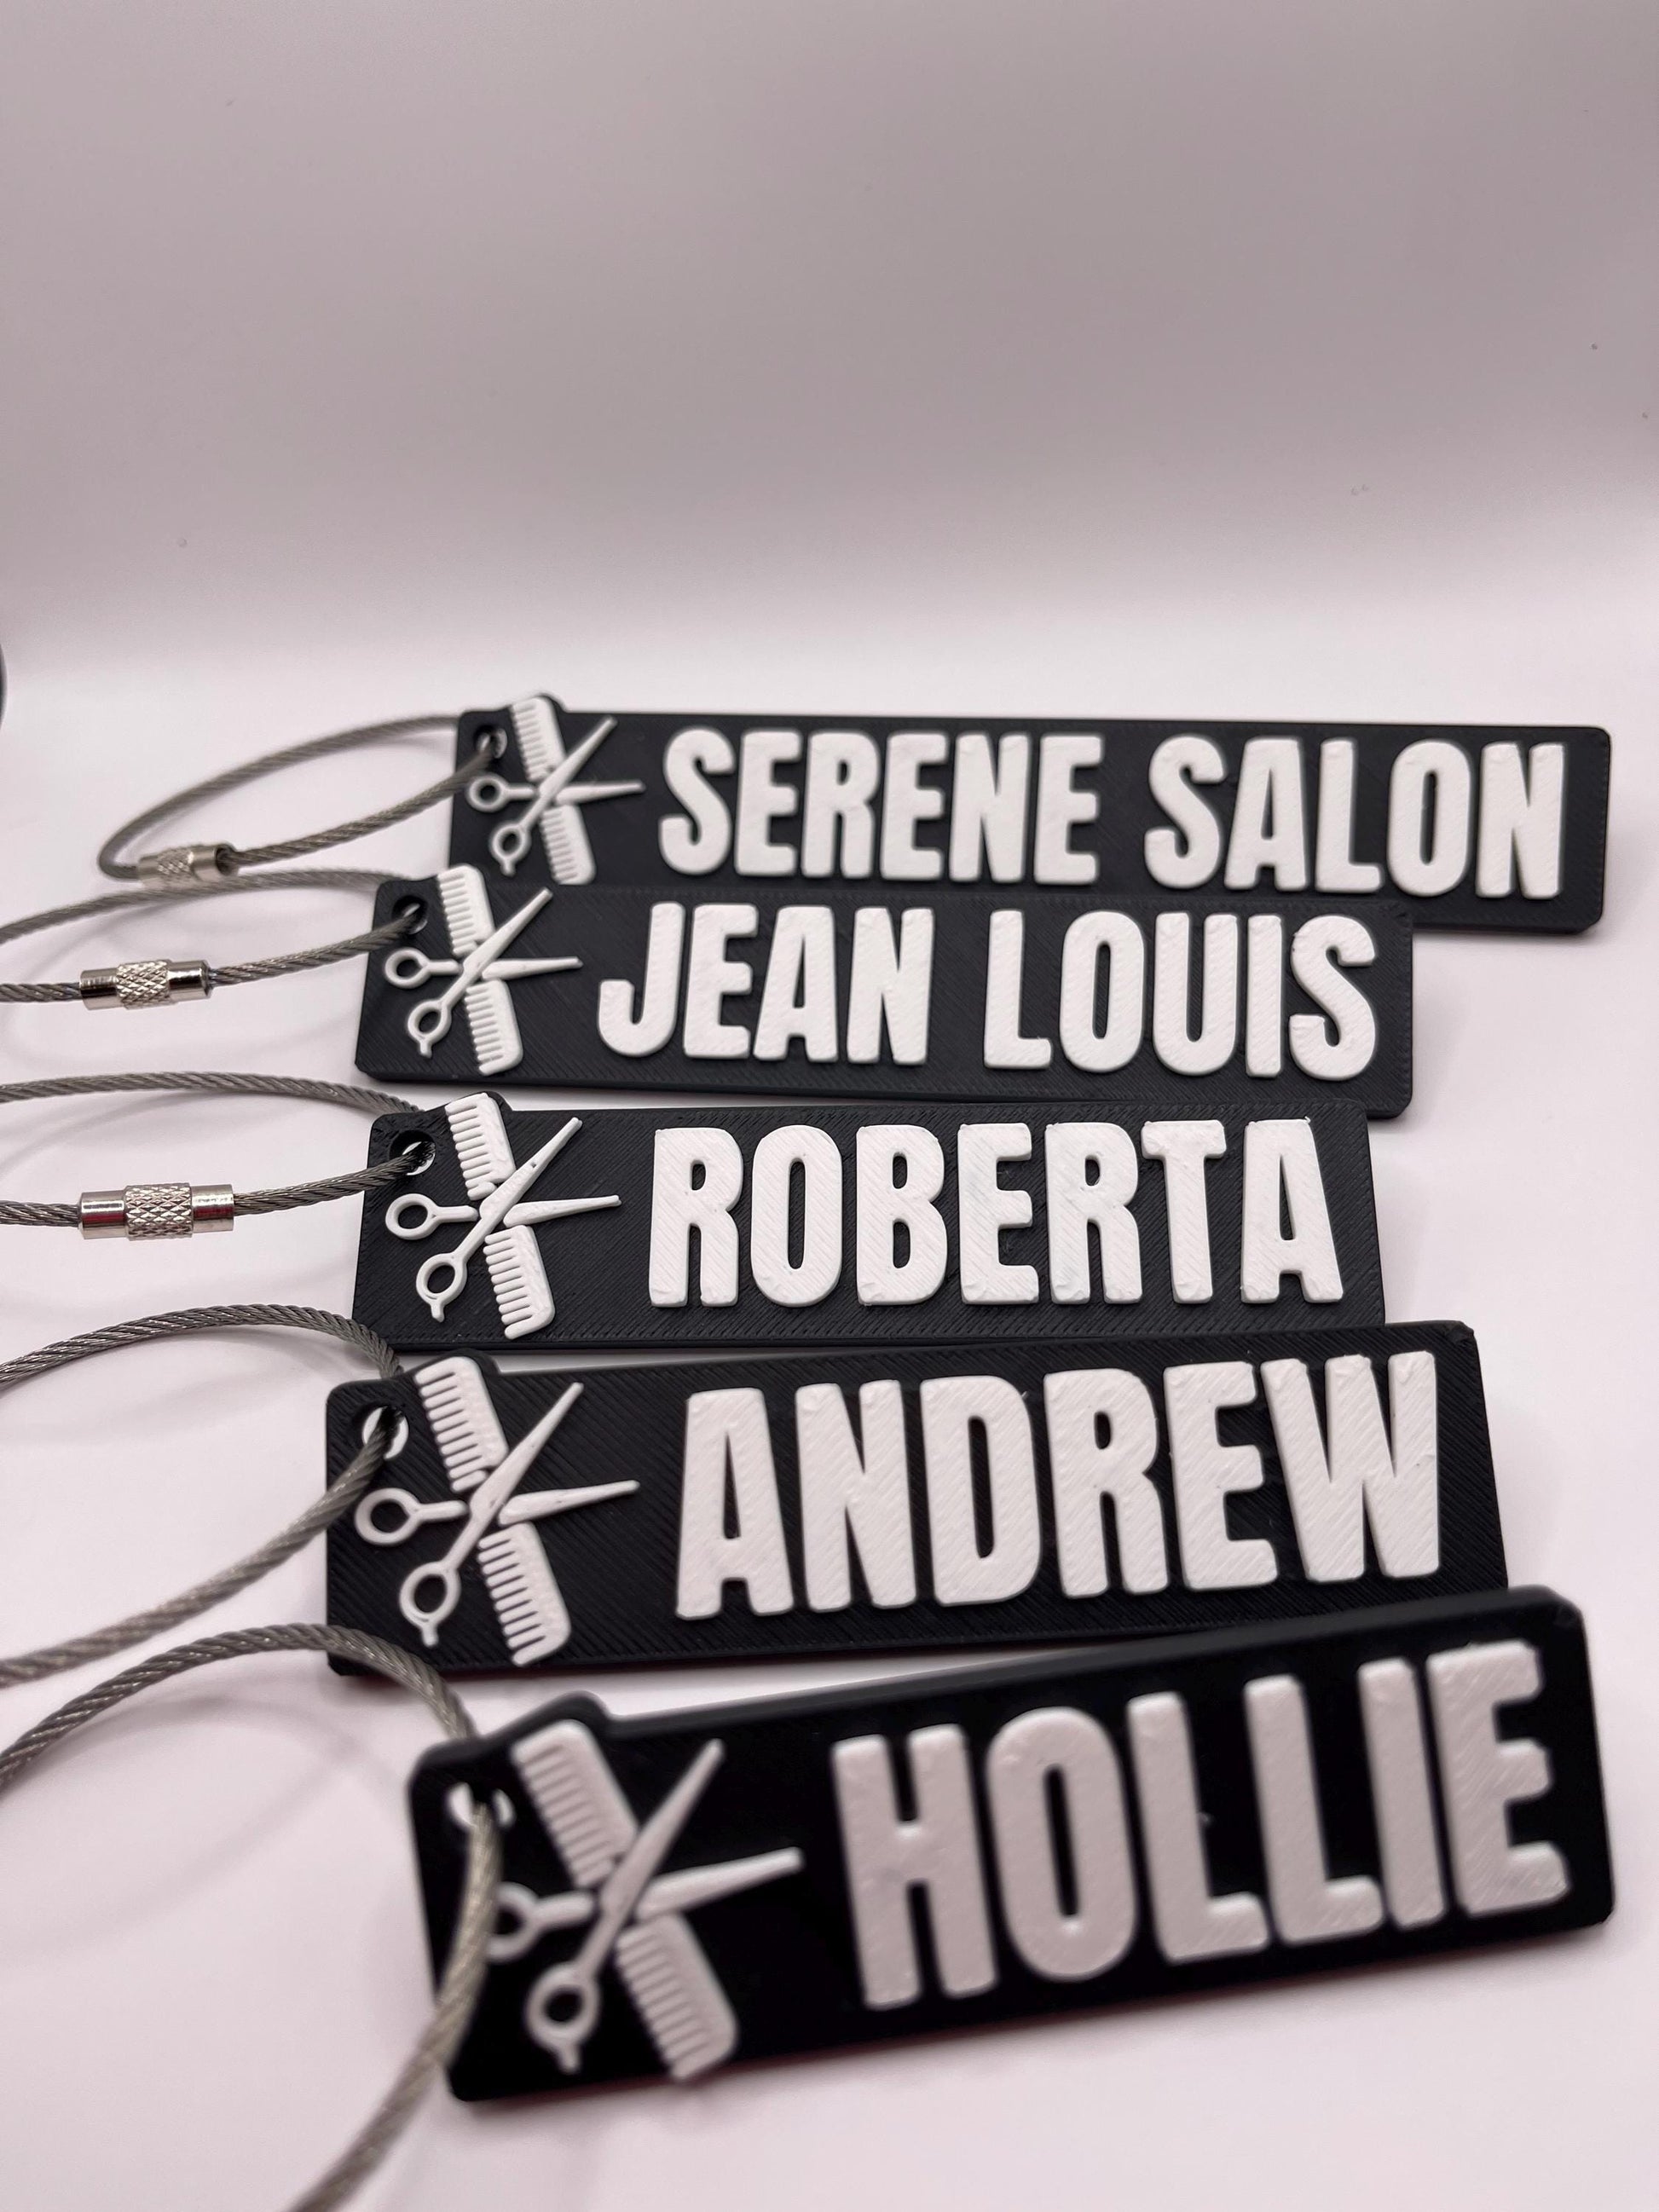 SERENE SALON
JEAN LOUIS
ROBERTA
ANDREW
HOLLIE